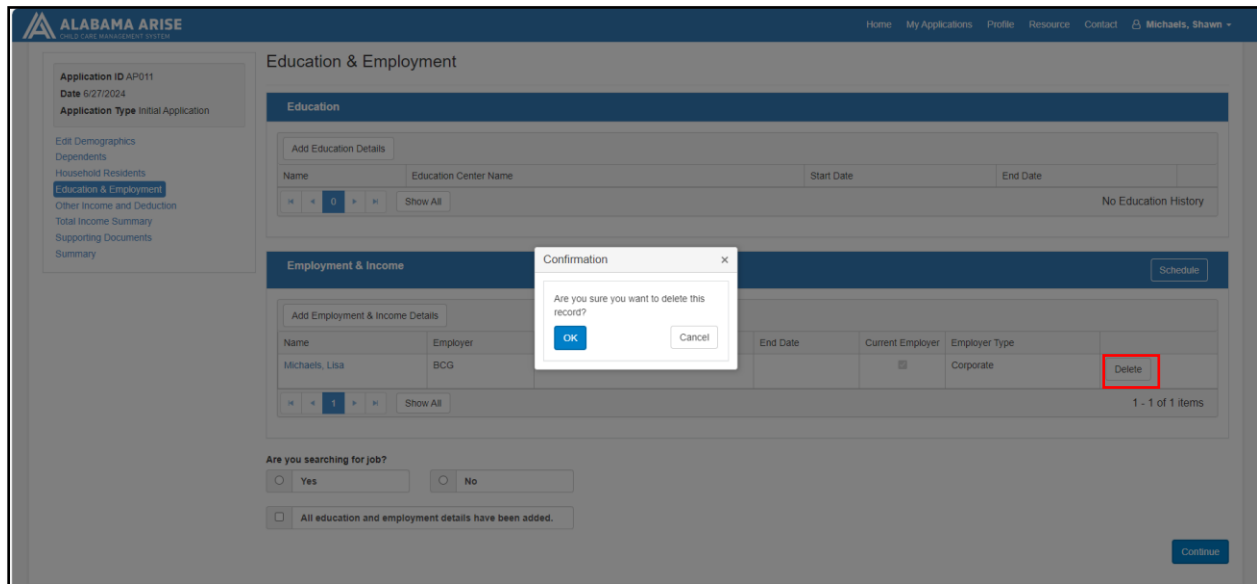 ALABAMA ARISE
CHILD CARE MANAGEMENT SYSTEM
Home My Applications Profile Resource Contact Michaels, Shawn
Application ID AP011
Date 6/27/2024
Application Type Initial Application
Edit Demographics
Dependents
Household Residents
Education & Employment
Other Income and Deduction
Total Income Summary
Supporting Documents
Summary
Education & Employment
Education
Add Education Details
Name Education Center Name Start Date End Date
0 Show All No Education History
Employment & Income
Schedule
Add Employment & Income Details
Name Employer End Date Current Employer Employer Type
Michaels, Lisa BCG Corporate Delete
1 Show All 1 - 1 of 1 items
Confirmation
Are you sure you want to delete this
record?
OK Cancel
Are you searching for job?
Yes No
All education and employment details have been added.
Continue